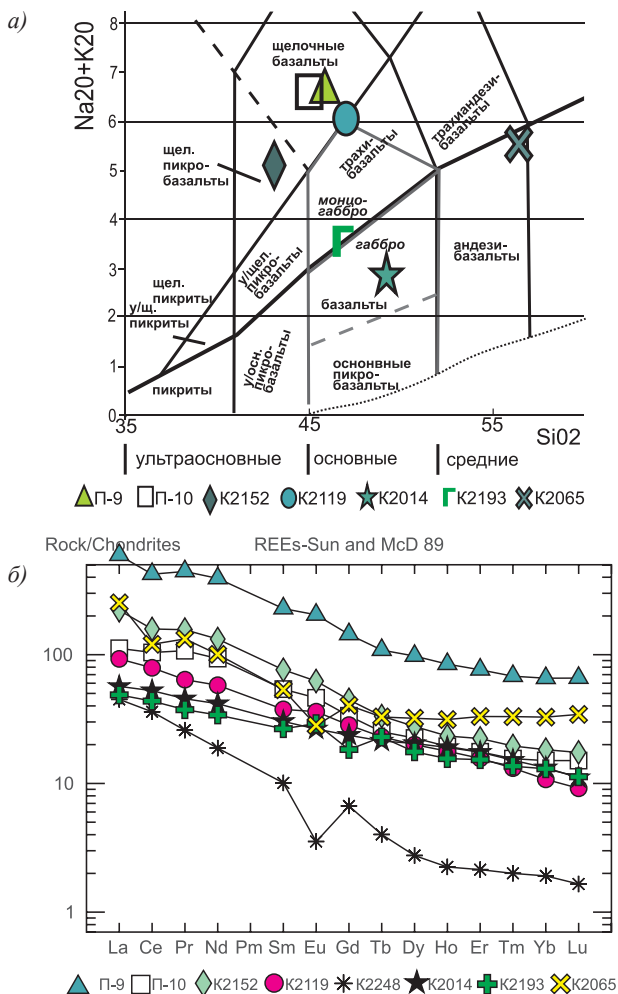 а)
Na20+K20
8
7
6
5
4
3
2
1
0
щелочные
базальты
щел.
пикро-
базальты
трахи-
базальты
трахиандези-
базальты
монцо-
габбро
габбро
у/щел.
пикро-
базальты
щел.
пикриты
у/щ.
пикриты
пикриты
у/осн.
пикро-
базальты
базальты
осонвные
пикро-
базальты
андези-
базальты
35
45
55
Si02
ультраосновные
основные
средние
П-9 П-10 К2152 К2119 К2014 К2193 К2065
б)
Rock/Chondrites REEs-Sun and McD 89
100
10
1
La Ce Pr Nd Pm Sm Eu Gd Tb Dy Ho Er Tm Yb Lu
П-9 П-10 К2152 К2119 К2248 К2014 К2193 К2065